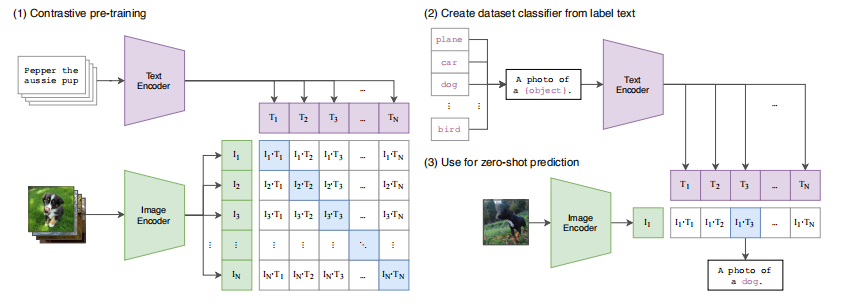 (1) Contrastive pre-training
Pepper the
aussie pup
Text
Encoder
...
T1 T2 T3 ... TN
Image
Encoder
I1 I1·T1 I1·T2 I1·T3 ... I1·TN
I2 I2·T1 I2·T2 I2·T3 ... I2·TN
I3 I3·T1 I3·T2 I3·T3 ... I3·TN
⋮ ⋮ ⋮ ⋮ ⋮ ⋱ ⋮
IN IN·T1 IN·T2 IN·T3 ... IN·TN
(2) Create dataset classifier from label text
plane
car
dog
⋮ ⋮
bird
A photo of
a {object}.
Text
Encoder
...
(3) Use for zero-shot prediction
T1 T2 T3 ... TN
Image
Encoder
I1 I1·T1 I1·T2 I1·T3 ... I1·TN
A photo of
a dog.